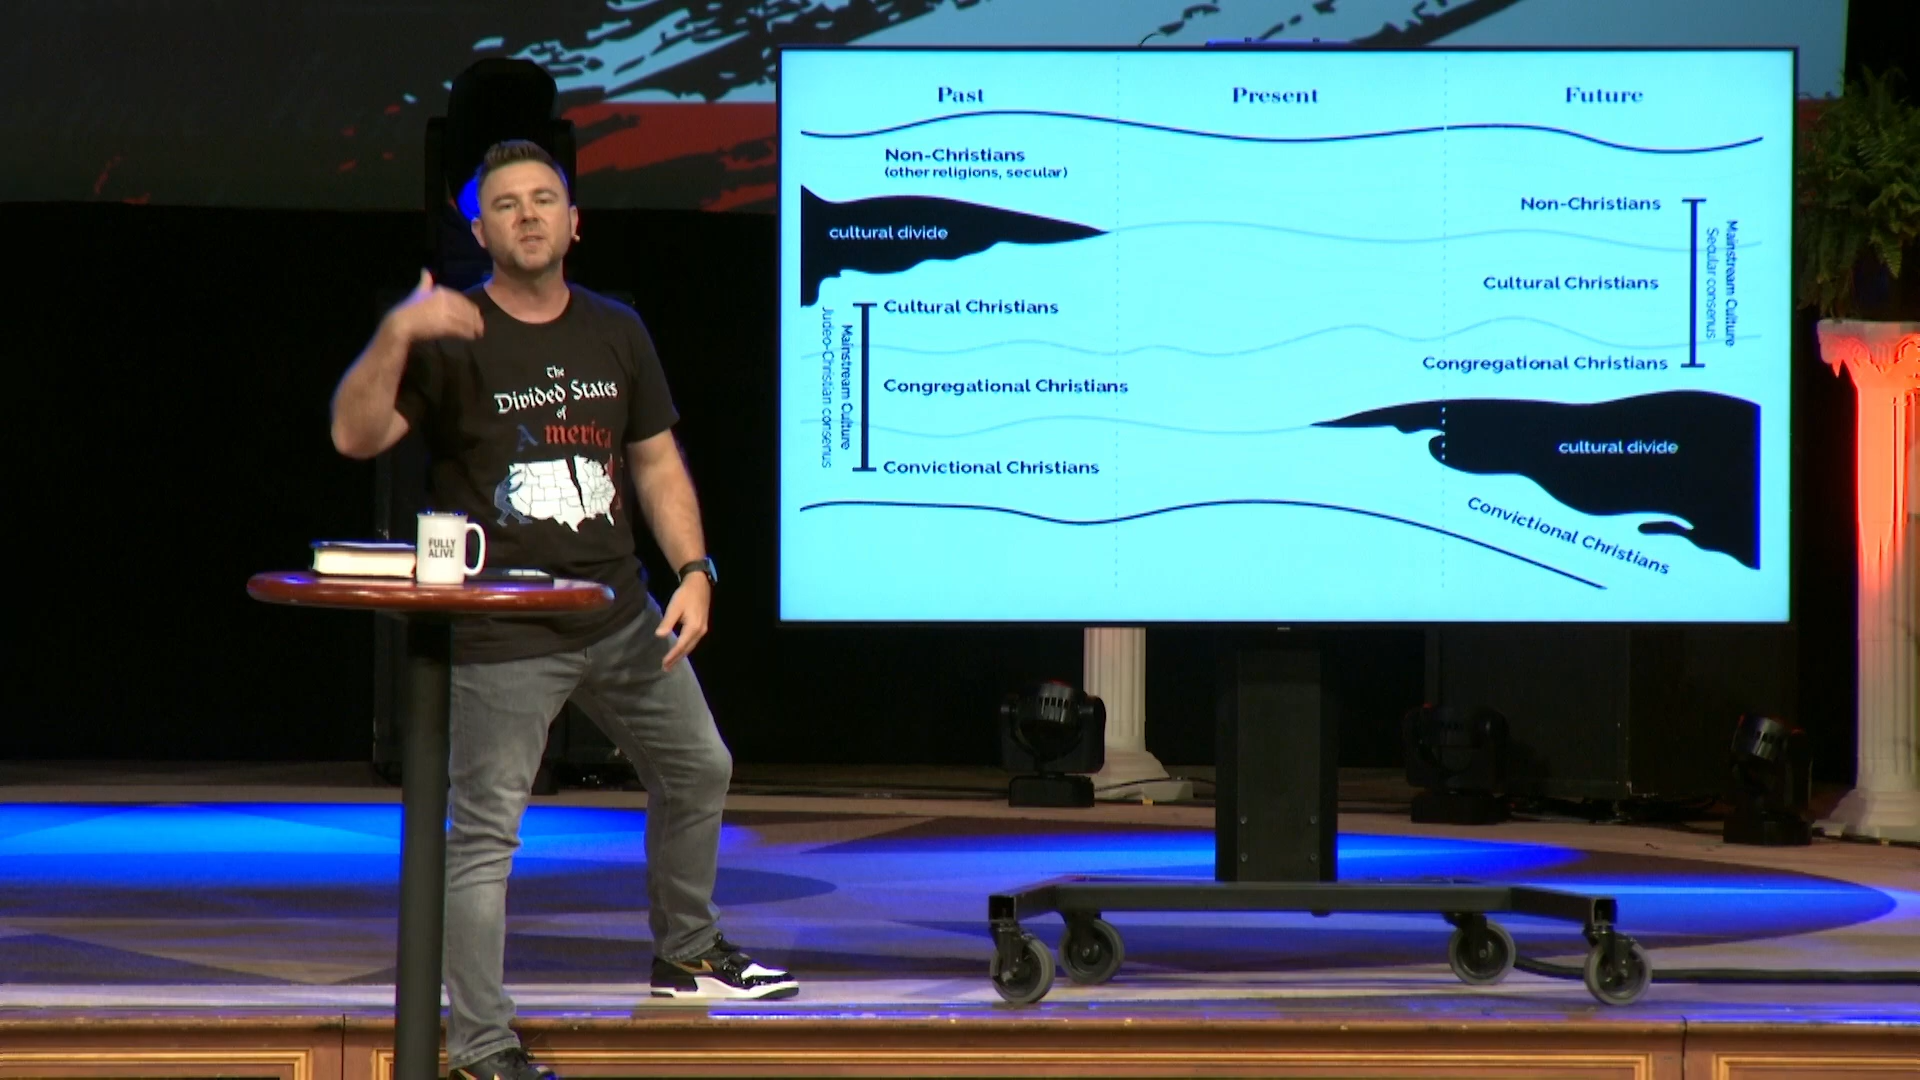 Past
Present
Future
Non-Christians
(other religions, secular)
cultural divide
Cultural Christians
Congregational Christians
Convictional Christians
Mainstream Culture
Judeo-Christian consenus
Non-Christians
Cultural Christians
Congregational Christians
Mainstream Culture
Secular consenus
cultural divide
Convictional Christians
The
Divided States
of
America
FULLY
ALIVE